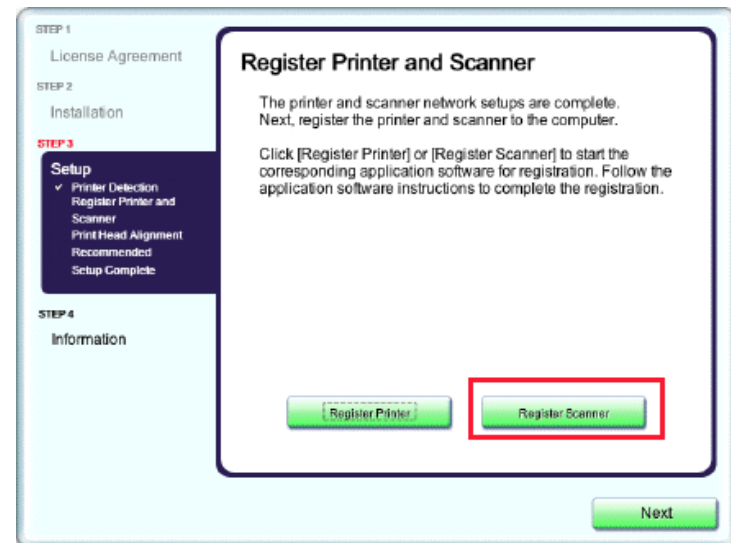 STEP 1
License Agreement
STEP 2
Installation
STEP 3
Setup
✓ Printer Detection
Register Printer and
Scanner
Print Head Alignment
Recommended
Setup Complete
STEP 4
Information
Register Printer and Scanner
The printer and scanner network setups are complete.
Next, register the printer and scanner to the computer.
Click [Register Printer] or [Register Scanner] to start the
corresponding application software for registration. Follow the
application software instructions to complete the registration.
Register Printer
Register Scanner
Next